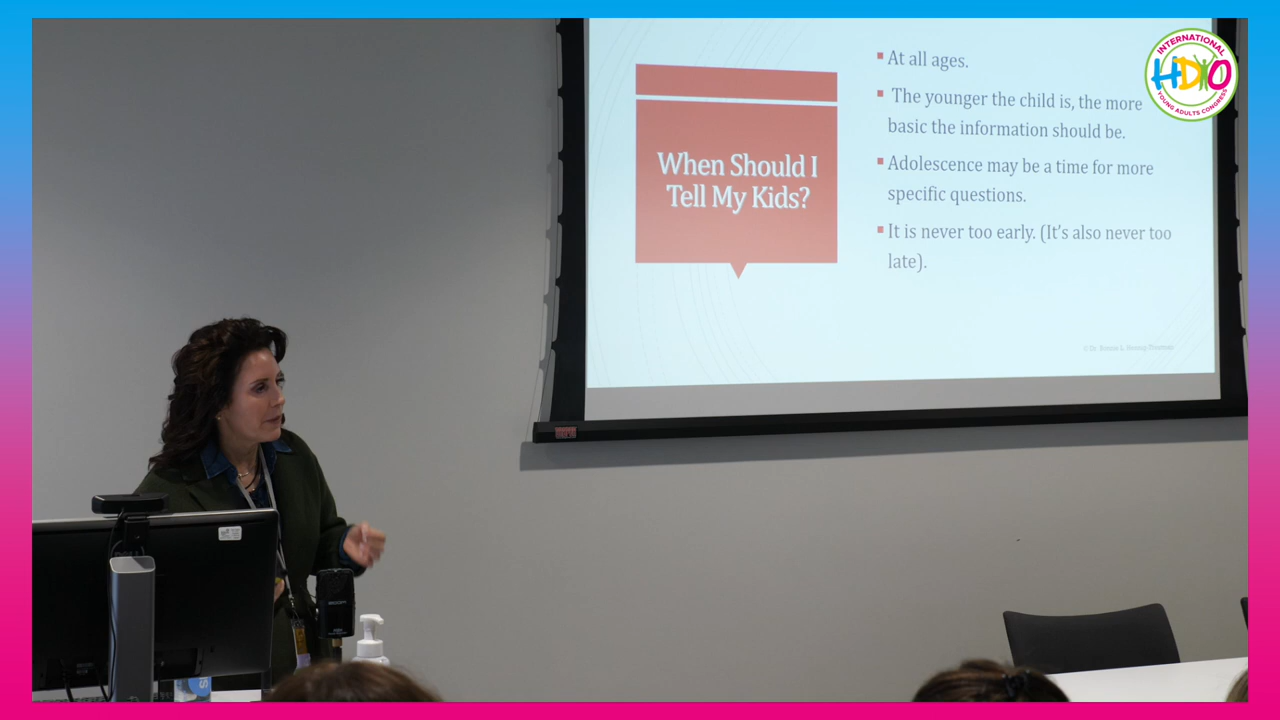 INTERNATIONAL
HDYO
YOUNG ADULTS CONGRESS
When Should I
Tell My Kids?
At all ages.
The younger the child is, the more
basic the information should be.
Adolescence may be a time for more
specific questions.
It is never too early. (It's also never too
late).